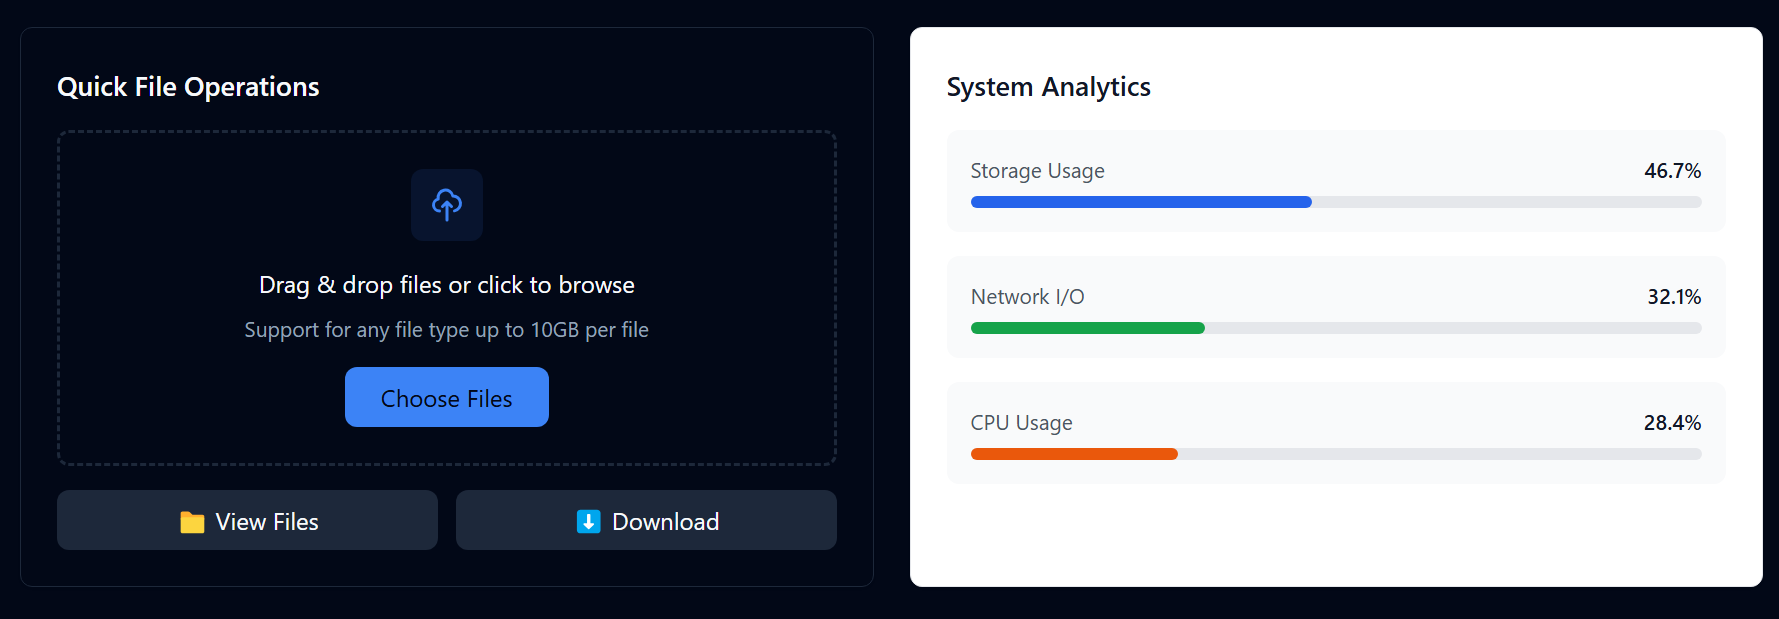 Quick File Operations
Drag & drop files or click to browse
Support for any file type up to 10GB per file
Choose Files
View Files
Download
System Analytics
Storage Usage 46.7%
Network I/O 32.1%
CPU Usage 28.4%